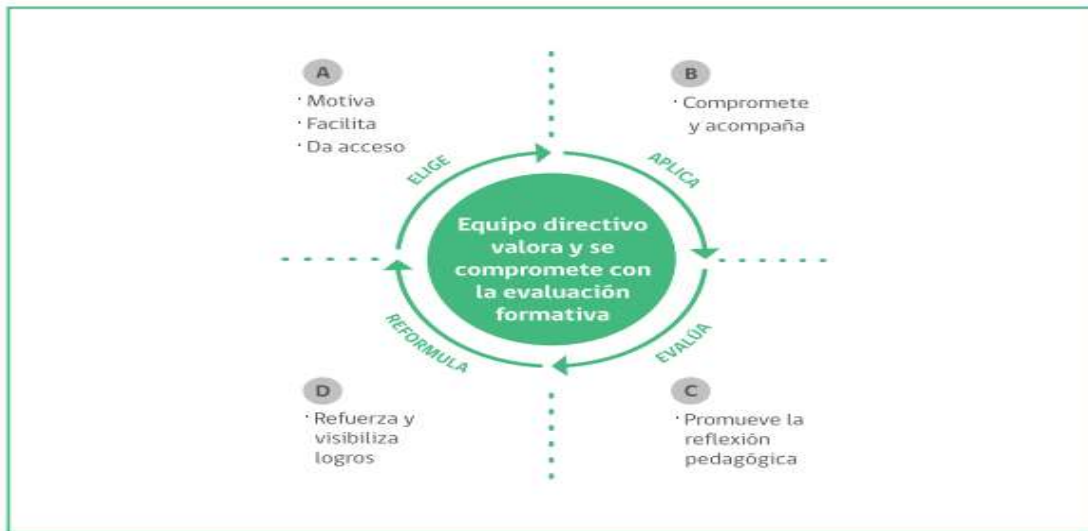 A
· Motiva
· Facilita
· Da acceso
B
· Compromete
y acompaña
ELIGE
APLICA
Equipo directivo
valora y se
compromete con
la evaluación
formativa
REFORMULA
EVALÚA
D
· Refuerza y
visibiliza
logros
C
· Promueve la
reflexión
pedagógica